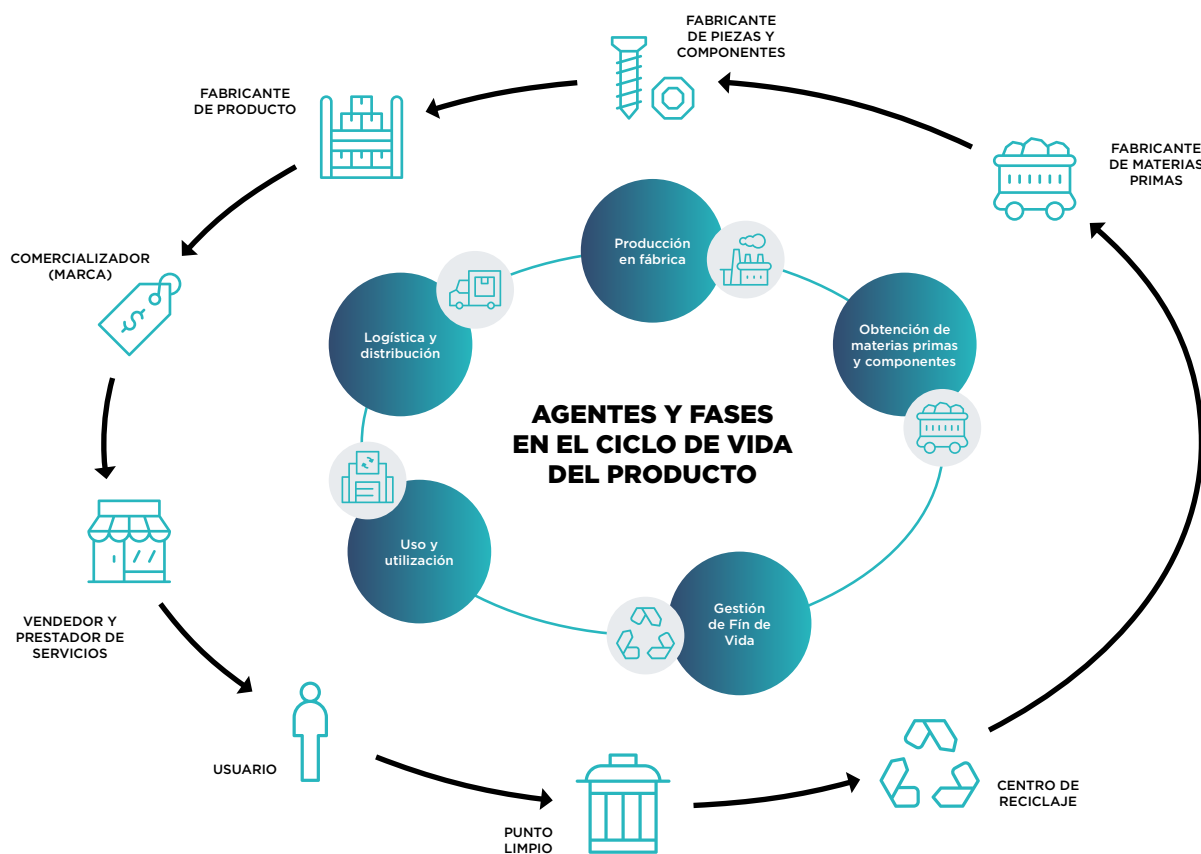 FABRICANTE
DE PIEZAS Y
COMPONENTES
FABRICANTE
DE PRODUCTO
FABRICANTE
DE MATERIAS
PRIMAS
COMERCIALIZADOR
(MARCA)
Producción
en fábrica
Logística y
distribución
Obtención de
materias primas
y componentes
AGENTES Y FASES
EN EL CICLO DE VIDA
DEL PRODUCTO
Uso y
utilización
Gestión
de Fín de
Vida
VENDEDOR Y
PRESTADOR DE
SERVICIOS
USUARIO
PUNTO
LIMPIO
CENTRO DE
RECICLAJE